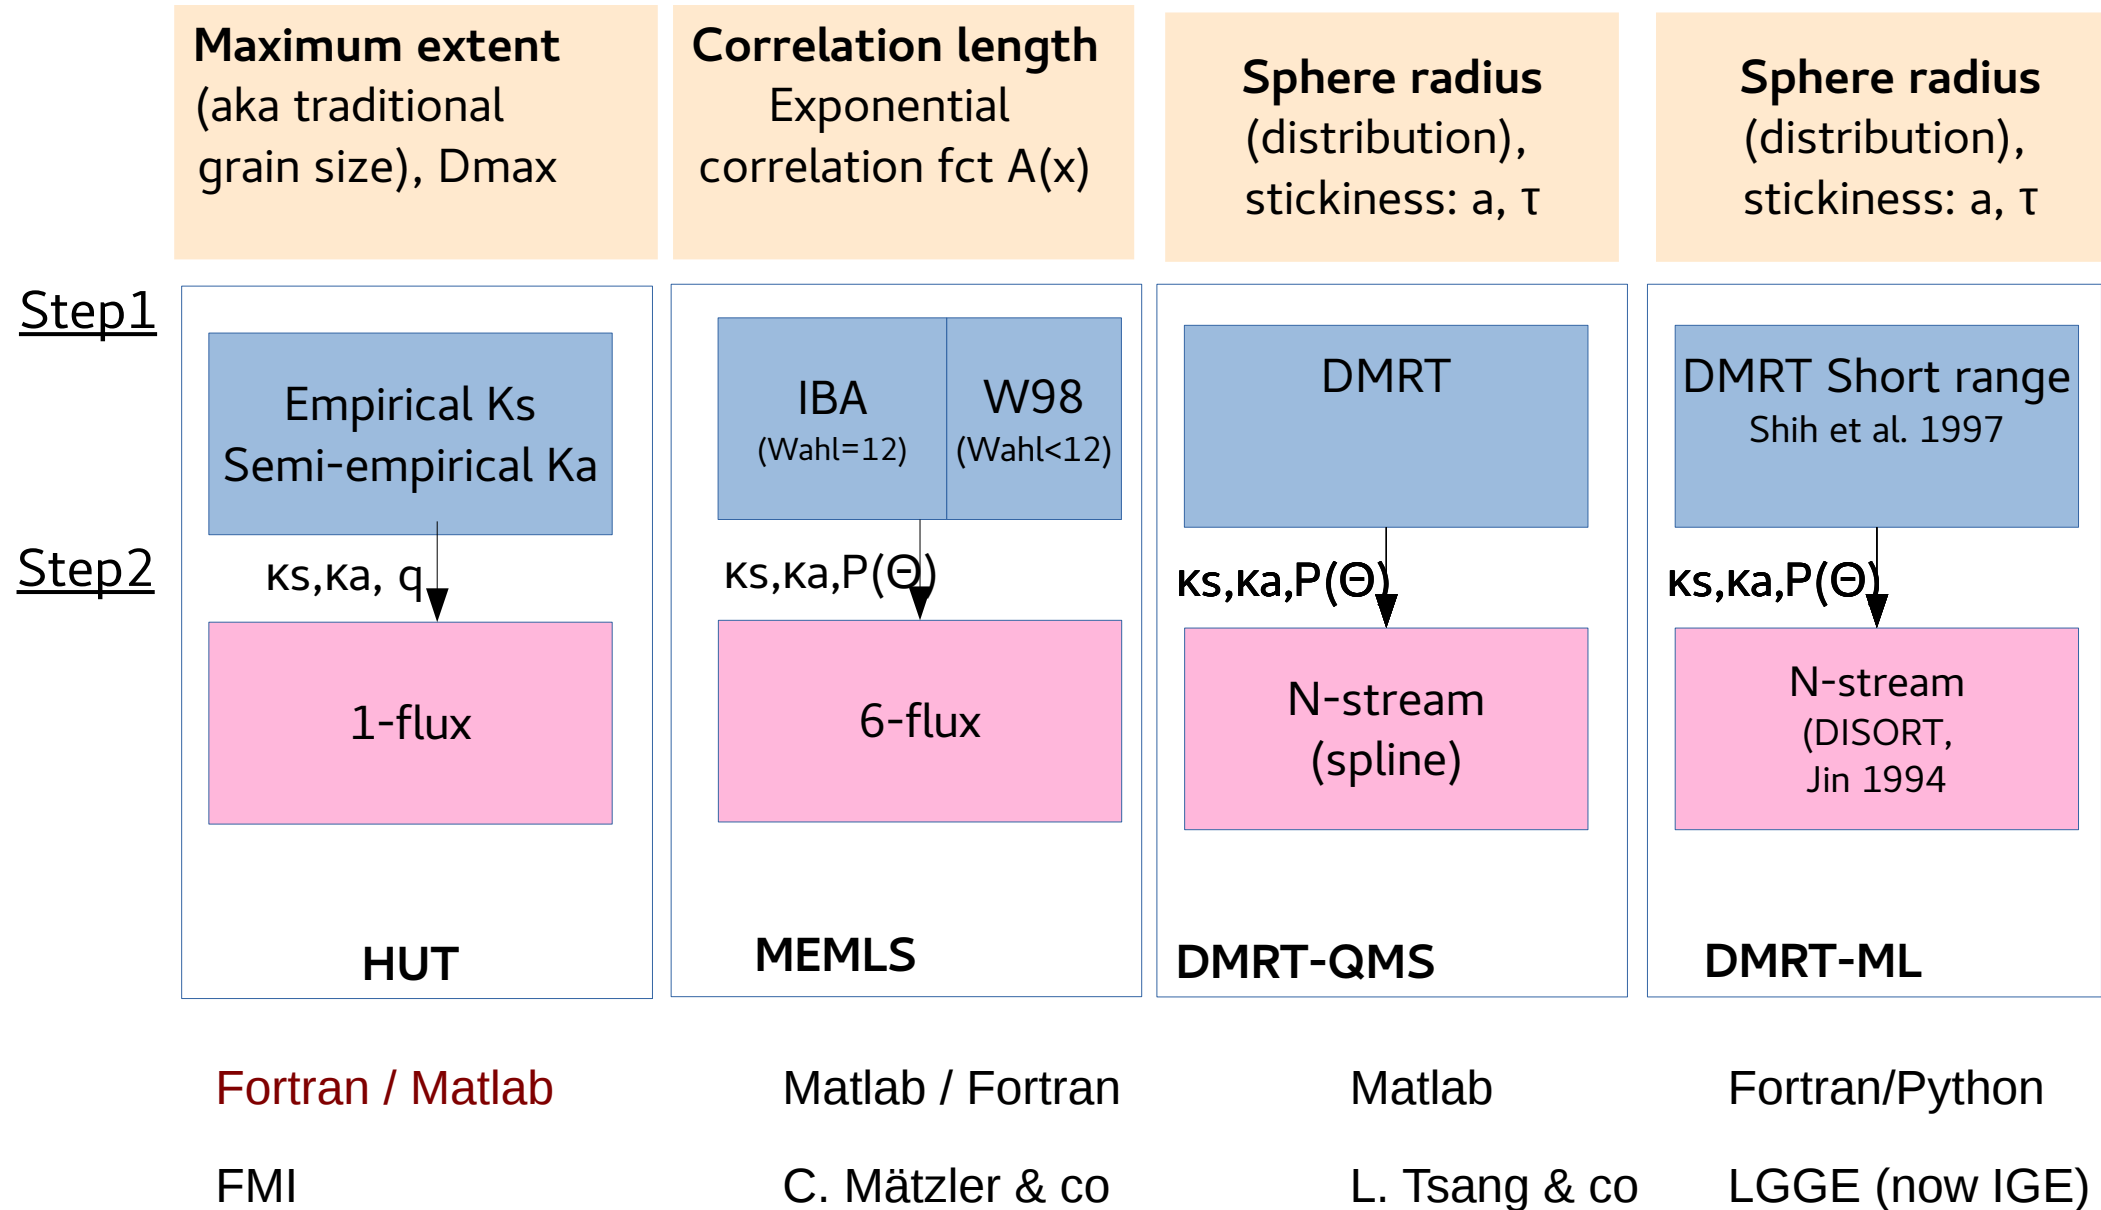 Maximum extent
(aka traditional
grain size), Dmax
Correlation length
Exponential
correlation fct A(x)
Sphere radius
(distribution),
stickiness: a, τ
Sphere radius
(distribution),
stickiness: a, τ
Step1
Empirical Ks
Semi-empirical Ka
IBA
(Wahl=12)
W98
(Wahl<12)
DMRT
DMRT Short range
Shih et al. 1997
Step2
κs,κa, q
κs,κa,P(Θ)
κs,κa,P(Θ)
κs,κa,P(Θ)
1-flux
6-flux
N-stream
(spline)
N-stream
(DISORT,
Jin 1994
HUT
MEMLS
DMRT-QMS
DMRT-ML
Fortran / Matlab
Matlab / Fortran
Matlab
Fortran/Python
FMI
C. Mätzler & co
L. Tsang & co
LGGE (now IGE)